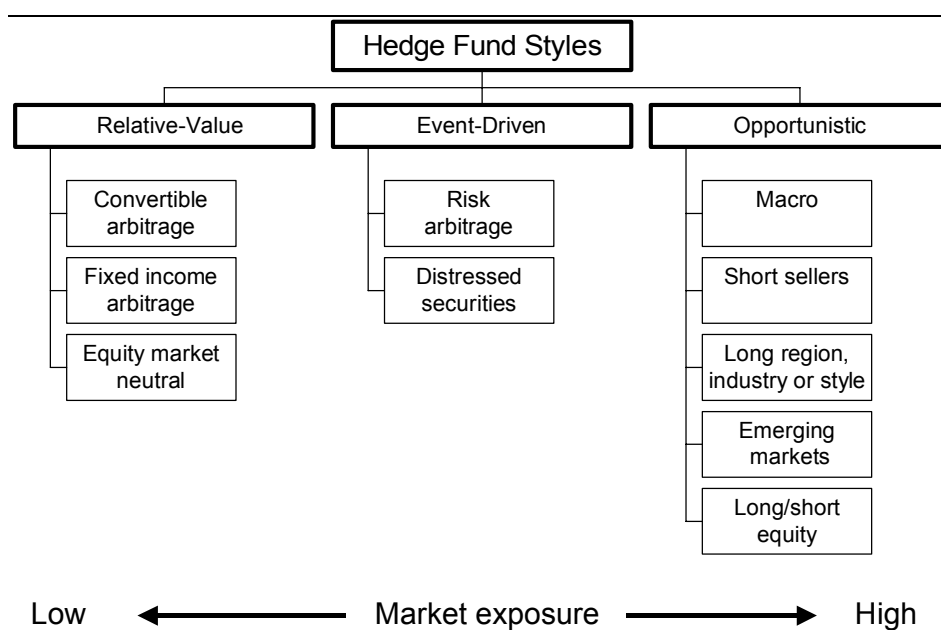 Hedge Fund Styles
Relative-Value
Event-Driven
Opportunistic
Convertible
arbitrage
Fixed income
arbitrage
Equity market
neutral
Risk
arbitrage
Distressed
securities
Macro
Short sellers
Long region,
industry or style
Emerging
markets
Long/short
equity
Low
Market exposure
High